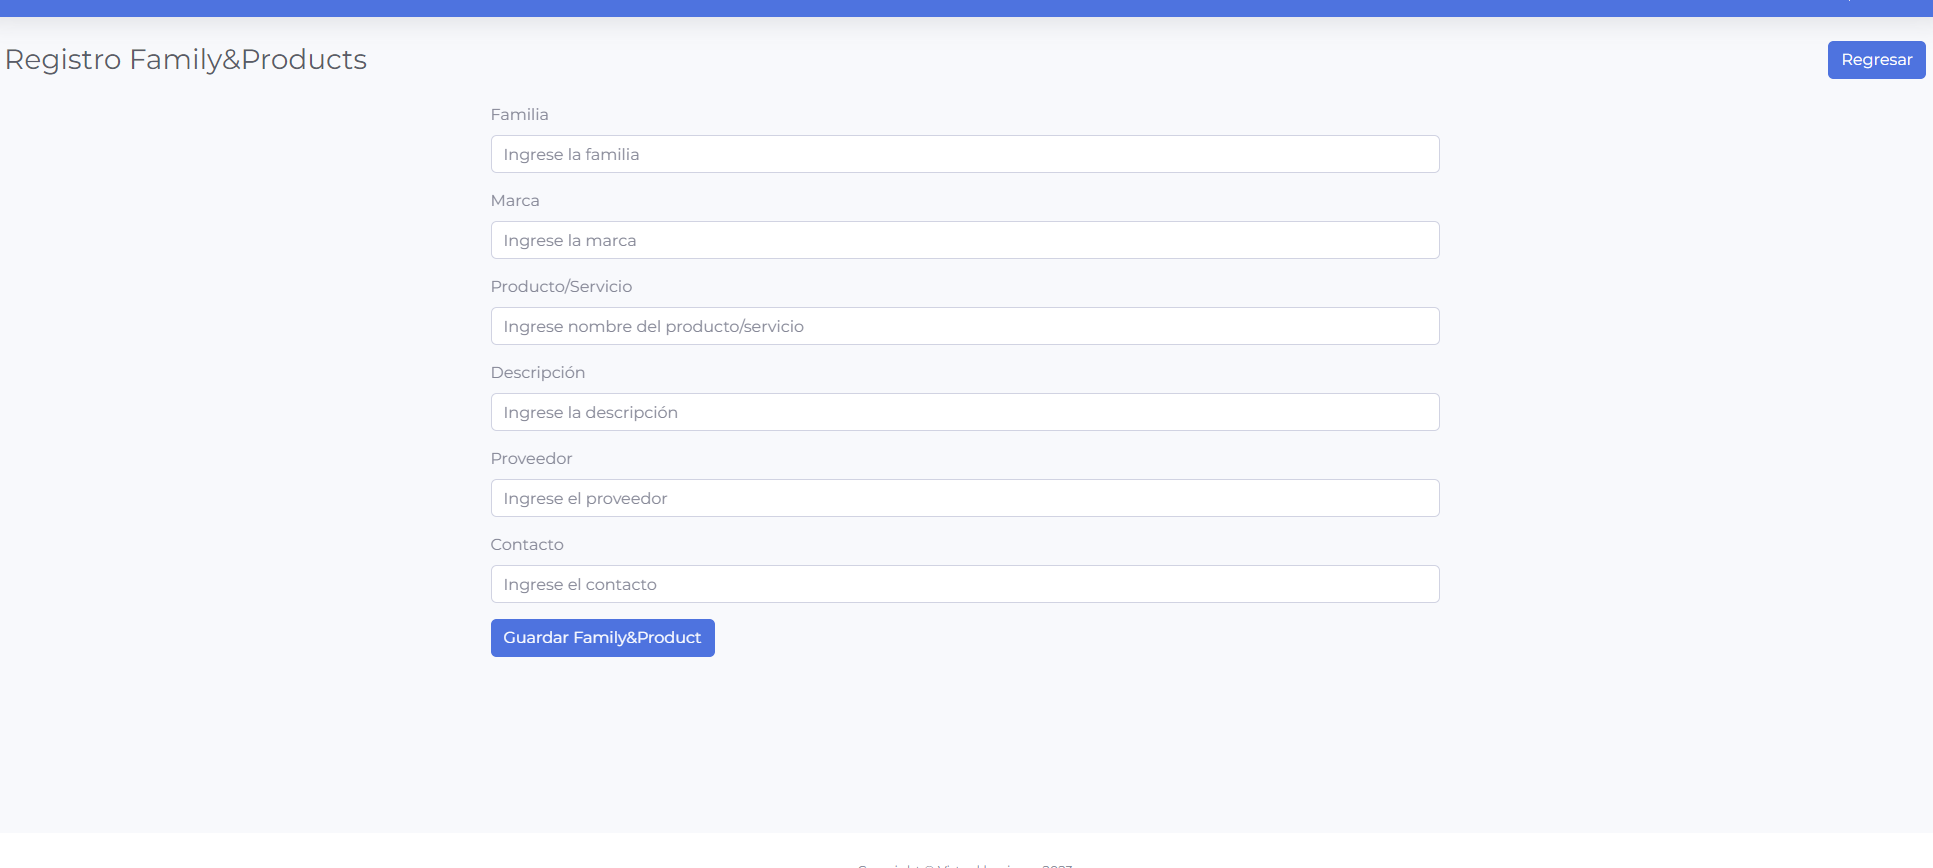 Registro Family&Products
Regresar
Familia
Ingrese la familia
Marca
Ingrese la marca
Producto/Servicio
Ingrese nombre del producto/servicio
Descripción
Ingrese la descripción
Proveedor
Ingrese el proveedor
Contacto
Ingrese el contacto
Guardar Family&Product